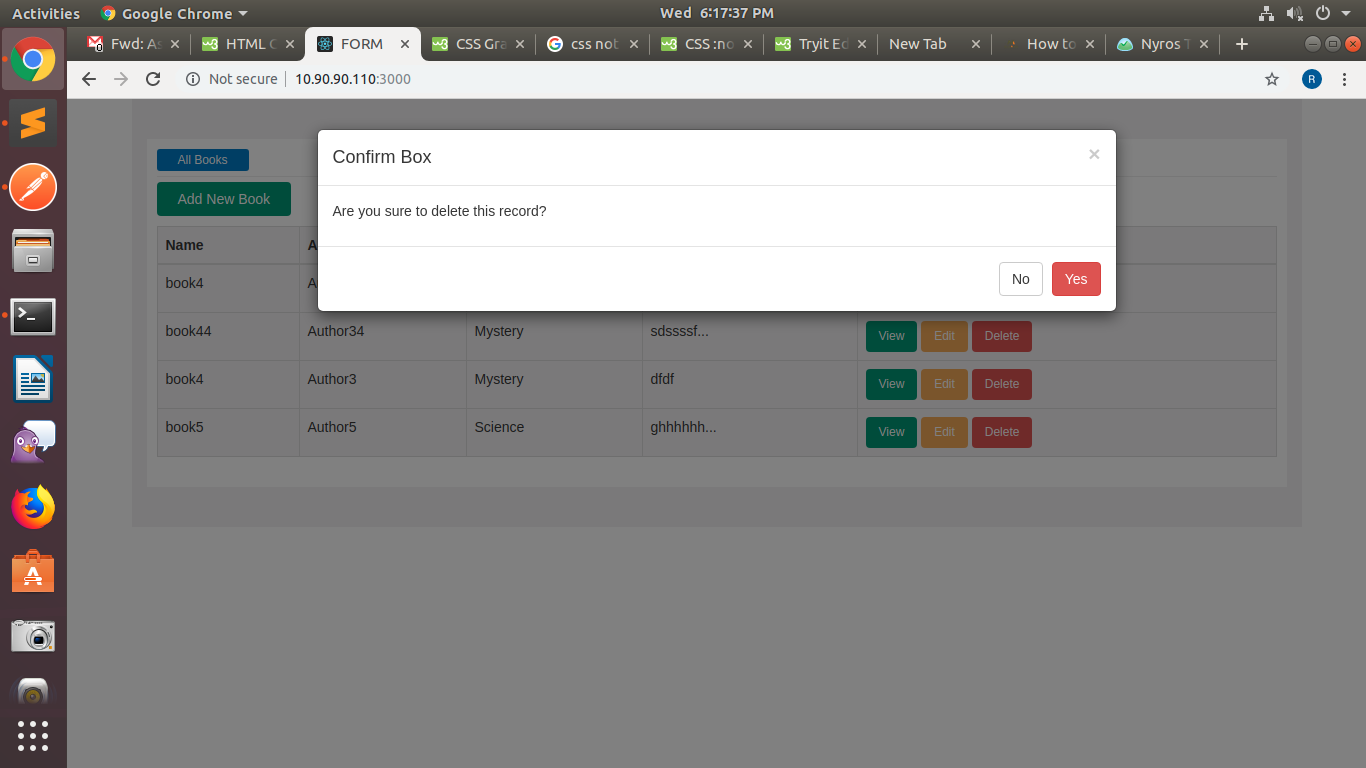 Activities Google Chrome Wed 6:17:37 PM
Fwd: As HTML C FORM CSS Gra css not CSS :no Tryit Ed New Tab How to Nyros T
Not secure 10.90.90.110:3000 R
Confirm Box ×
All Books
Are you sure to delete this record?
Add New Book
Name A
No Yes
book4 A
book44 Author34 Mystery sdssssf... View Edit Delete
book4 Author3 Mystery dfdf View Edit Delete
book5 Author5 Science ghhhhhh... View Edit Delete